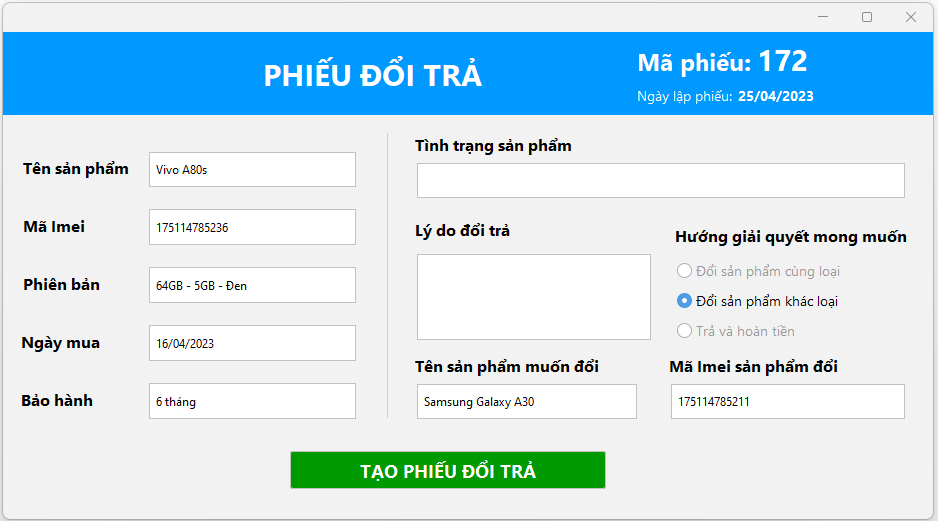 PHIẾU ĐỔI TRẢ
Mã phiếu: 172
Ngày lập phiếu: 25/04/2023
Tên sản phẩm
Vivo A80s
Mã Imei
175114785236
Phiên bản
64GB - 5GB - Đen
Ngày mua
16/04/2023
Bảo hành
6 tháng
Tình trạng sản phẩm
Lý do đổi trả
Hướng giải quyết mong muốn
Đổi sản phẩm cùng loại
Đổi sản phẩm khác loại
Trả và hoàn tiền
Tên sản phẩm muốn đổi
Samsung Galaxy A30
Mã Imei sản phẩm đổi
175114785211
TẠO PHIẾU ĐỔI TRẢ